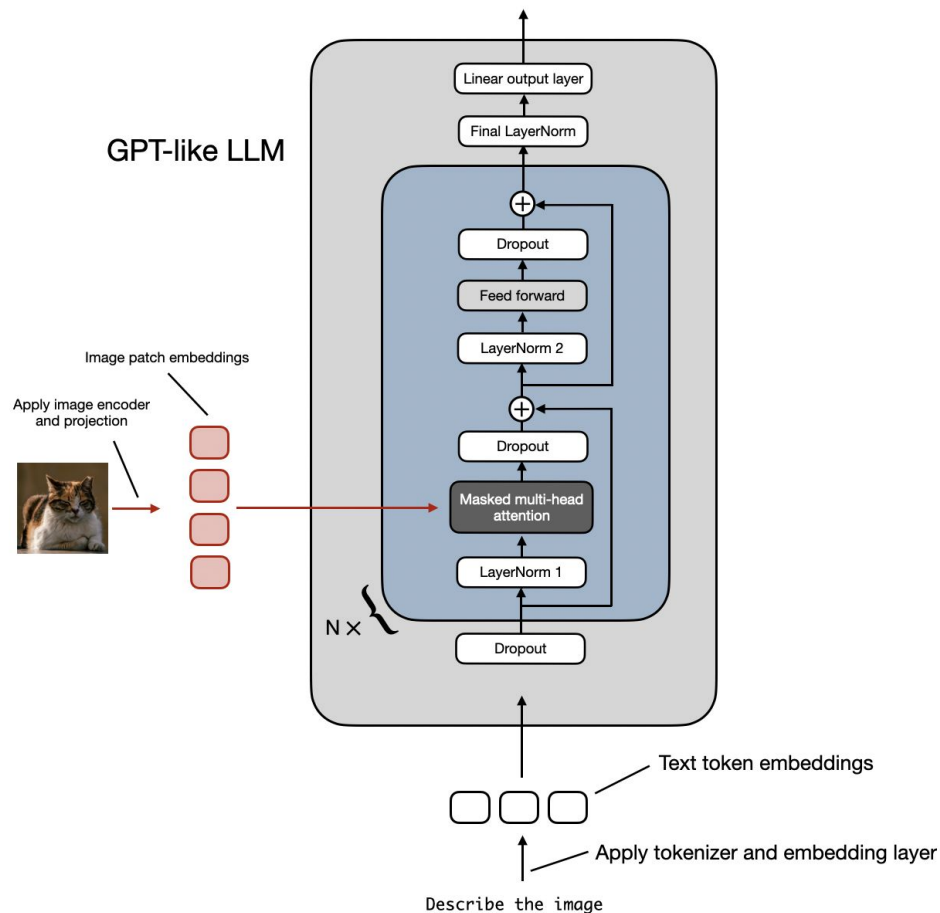 Linear output layer
Final LayerNorm
GPT-like LLM
Dropout
Feed forward
LayerNorm 2
Image patch embeddings
Apply image encoder
and projection
Dropout
Masked multi-head
attention
LayerNorm 1
N ×
Dropout
Text token embeddings
Apply tokenizer and embedding layer
Describe the image